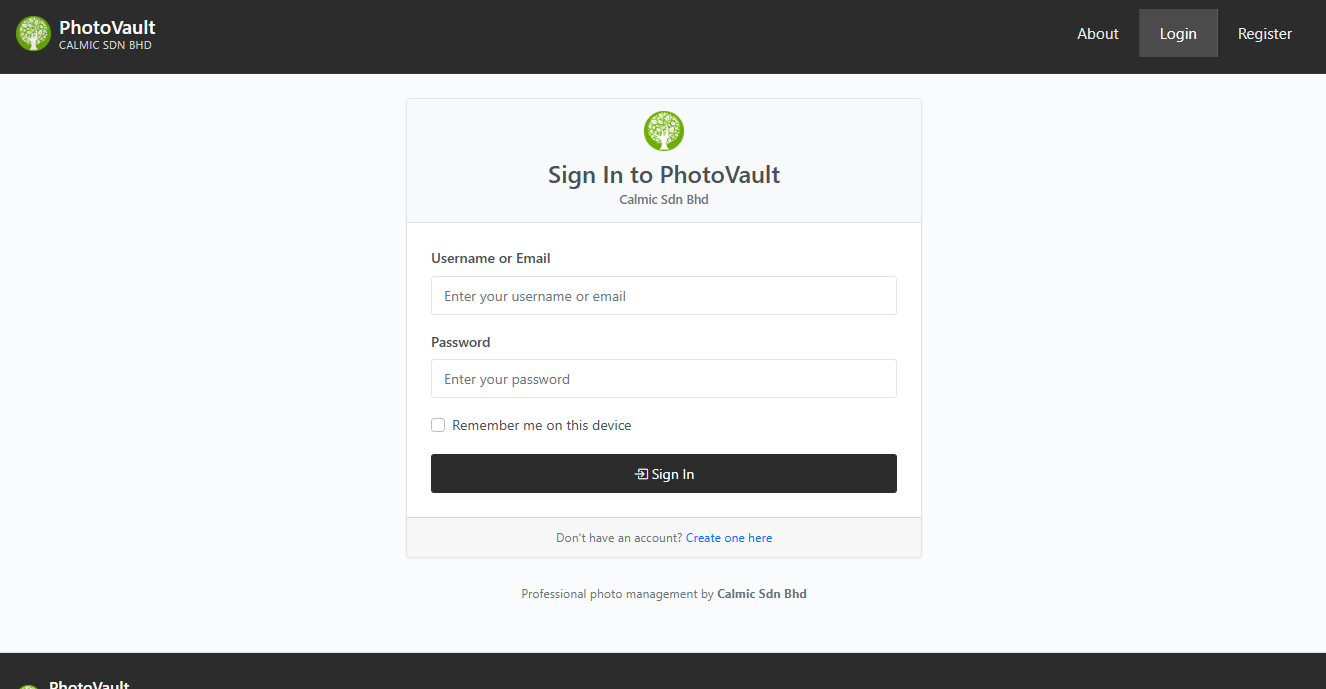 PhotoVault
CALMIC SDN BHD
About
Login
Register
Sign In to PhotoVault
Calmic Sdn Bhd
Username or Email
Enter your username or email
Password
Enter your password
Remember me on this device
Sign In
Don't have an account? Create one here
Professional photo management by Calmic Sdn Bhd
PhotoVault